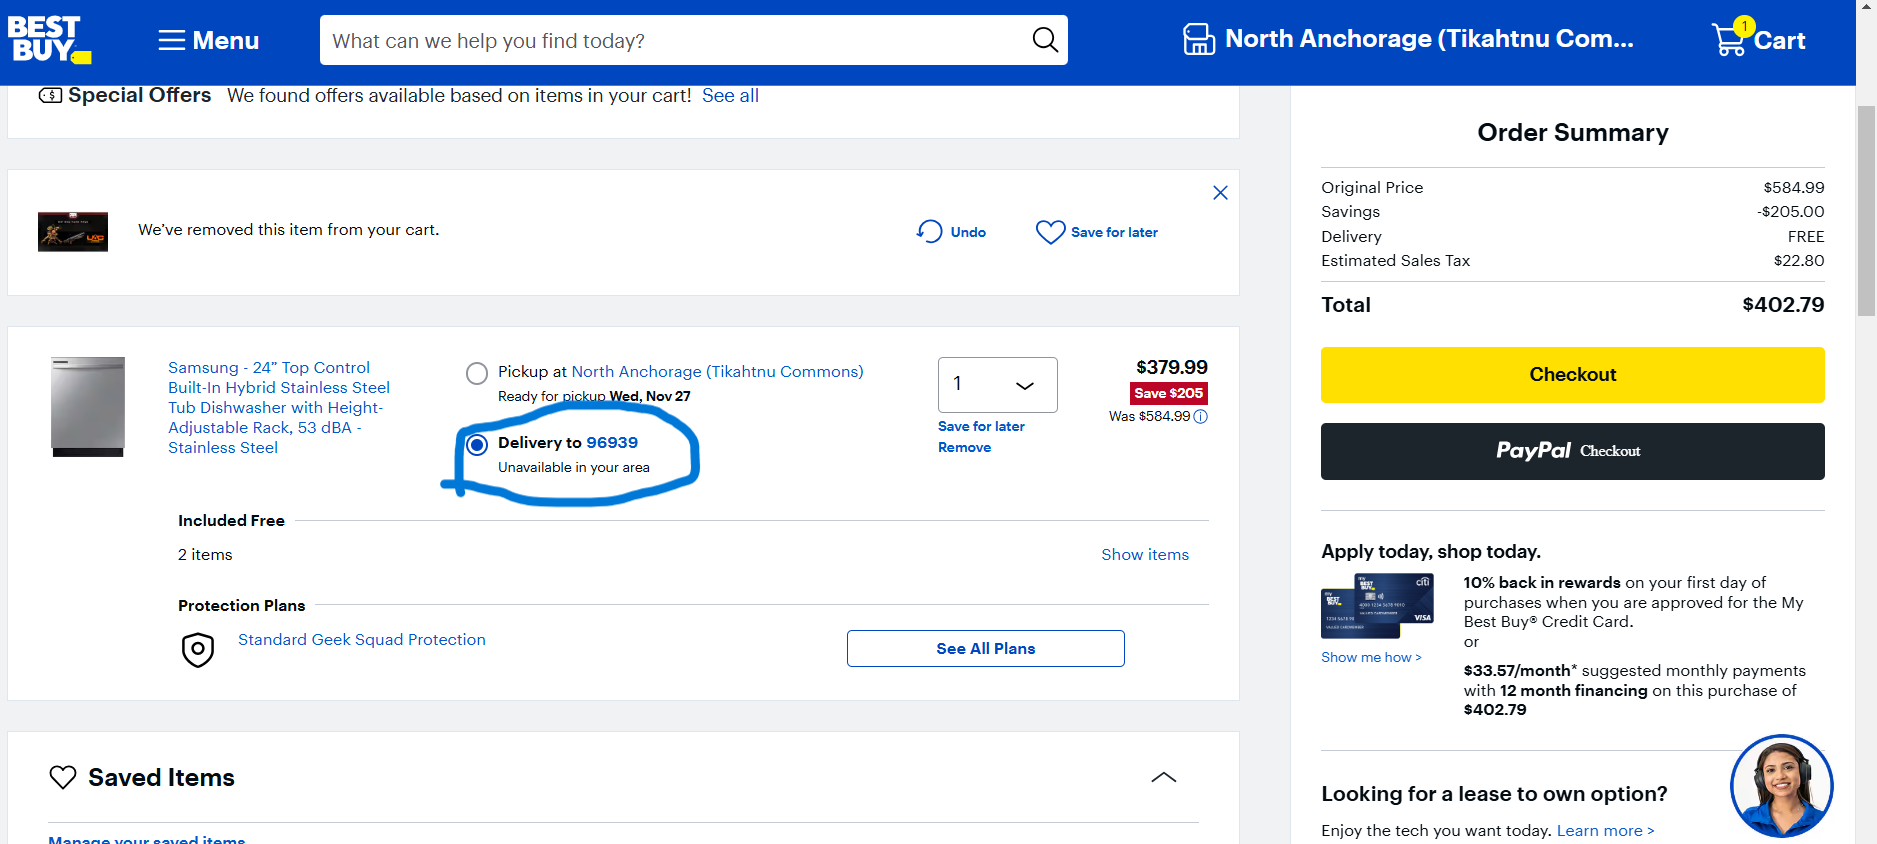 BEST
BUY
Menu
What can we help you find today?
North Anchorage (Tikahtnu Com...
1
Cart
Special Offers We found offers available based on items in your cart! See all
We've removed this item from your cart.
Undo
Save for later
Samsung - 24” Top Control
Built-In Hybrid Stainless Steel
Tub Dishwasher with Height-
Adjustable Rack, 53 dBA -
Stainless Steel
Pickup at North Anchorage (Tikahtnu Commons)
Ready for pickup Wed, Nov 27
Delivery to 96939
Unavailable in your area
1
Save for later
Remove
$379.99
Save $205
Was $584.99
Included Free
2 items
Show items
Protection Plans
Standard Geek Squad Protection
See All Plans
Saved Items
Manage your saved items
Order Summary
Original Price $584.99
Savings -$205.00
Delivery FREE
Estimated Sales Tax $22.80
Total $402.79
Checkout
PayPal Checkout
Apply today, shop today.
my
BEST
BUY
citi
VISA
Show me how >
10% back in rewards on your first day of
purchases when you are approved for the My
Best Buy® Credit Card.
or
$33.57/month* suggested monthly payments
with 12 month financing on this purchase of
$402.79
Looking for a lease to own option?
Enjoy the tech you want today. Learn more >